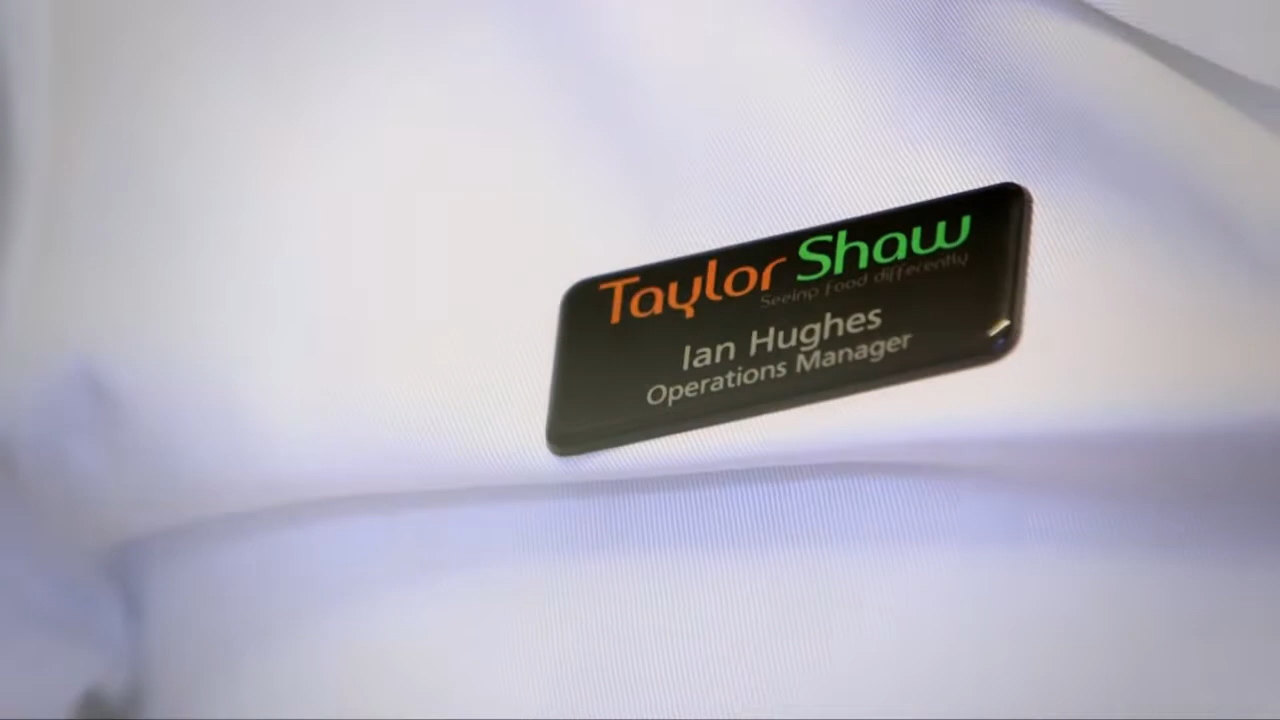 Taylor Shaw
Seeing food differently
Ian Hughes
Operations Manager